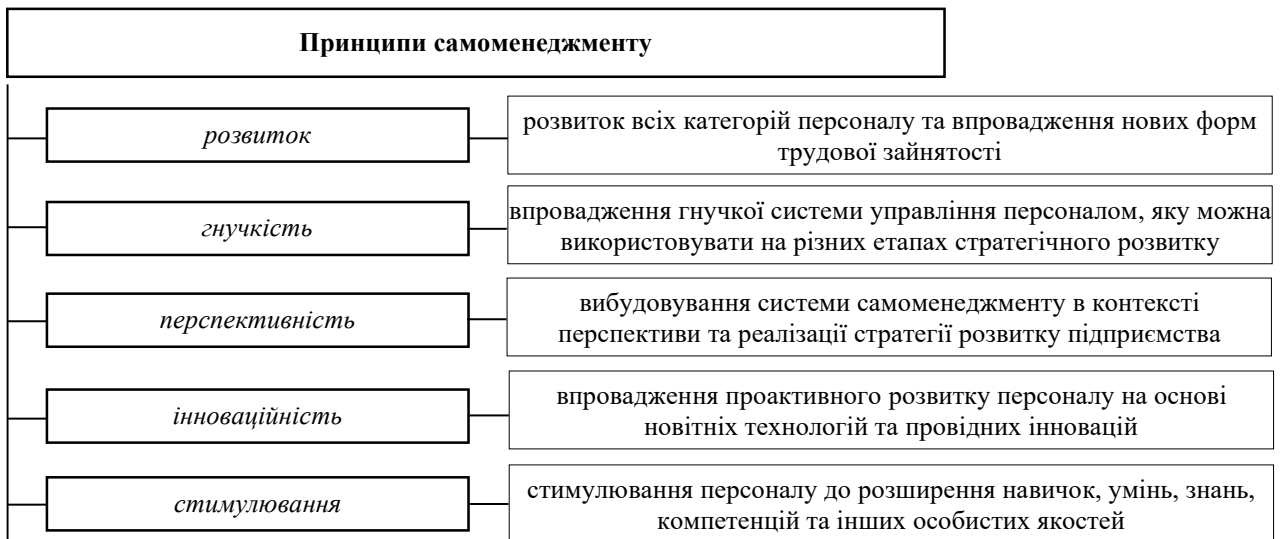 Принципи самоменеджменту
розвиток
розвиток всіх категорій персоналу та впровадження нових форм
трудової зайнятості
гнучкість
впровадження гнучкої системи управління персоналом, яку можна
використовувати на різних етапах стратегічного розвитку
перспективність
вибудовування системи самоменеджменту в контексті
перспективи та реалізації стратегії розвитку підприємства
інноваційність
впровадження проактивного розвитку персоналу на основі
новітніх технологій та провідних інновацій
стимулювання
стимулювання персоналу до розширення навичок, умінь, знань,
компетенцій та інших особистих якостей